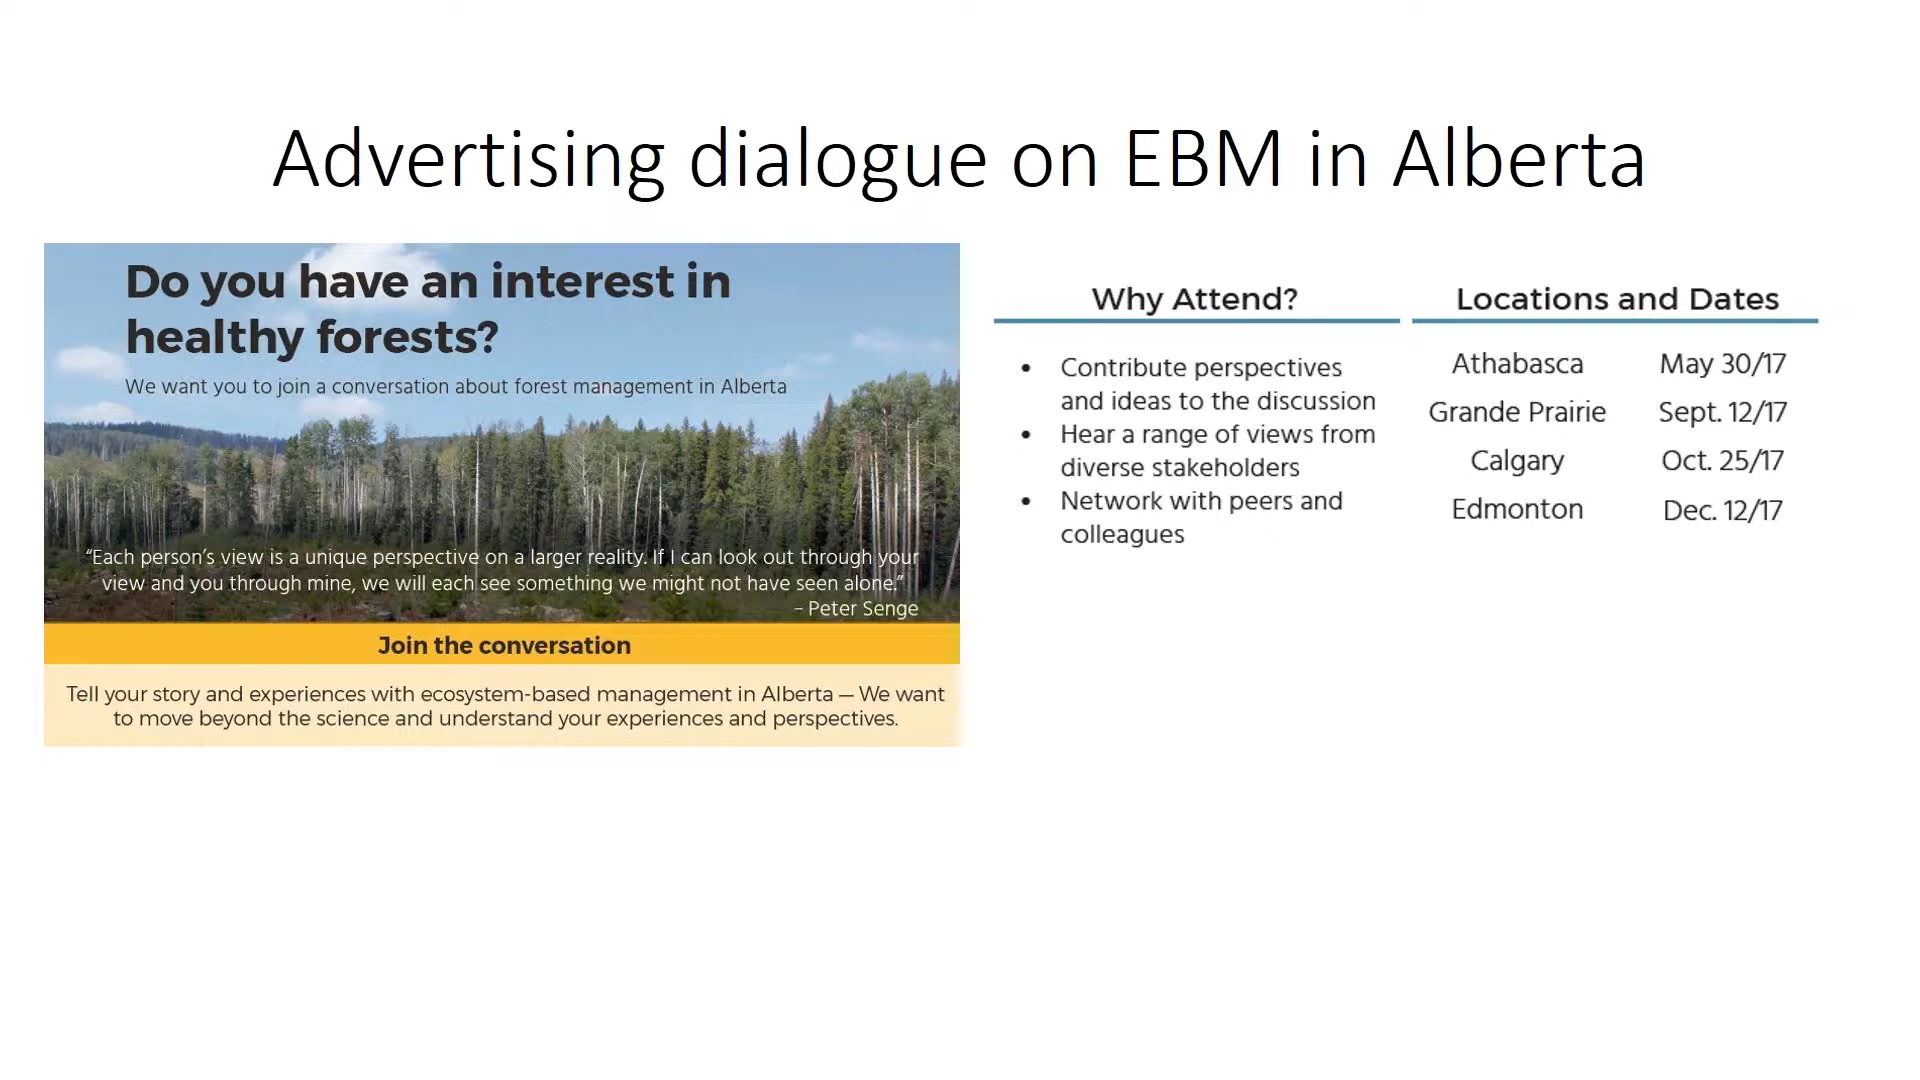 Advertising dialogue on EBM in Alberta
Do you have an interest in
healthy forests?
We want you to join a conversation about forest management in Alberta
“Each person’s view is a unique perspective on a larger reality. If I can look out through your
view and you through mine, we will each see something we might not have seen alone.”
– Peter Senge
Join the conversation
Tell your story and experiences with ecosystem-based management in Alberta — We want
to move beyond the science and understand your experiences and perspectives.
Why Attend?
• Contribute perspectives
and ideas to the discussion
• Hear a range of views from
diverse stakeholders
• Network with peers and
colleagues
Locations and Dates
Athabasca May 30/17
Grande Prairie Sept. 12/17
Calgary Oct. 25/17
Edmonton Dec. 12/17